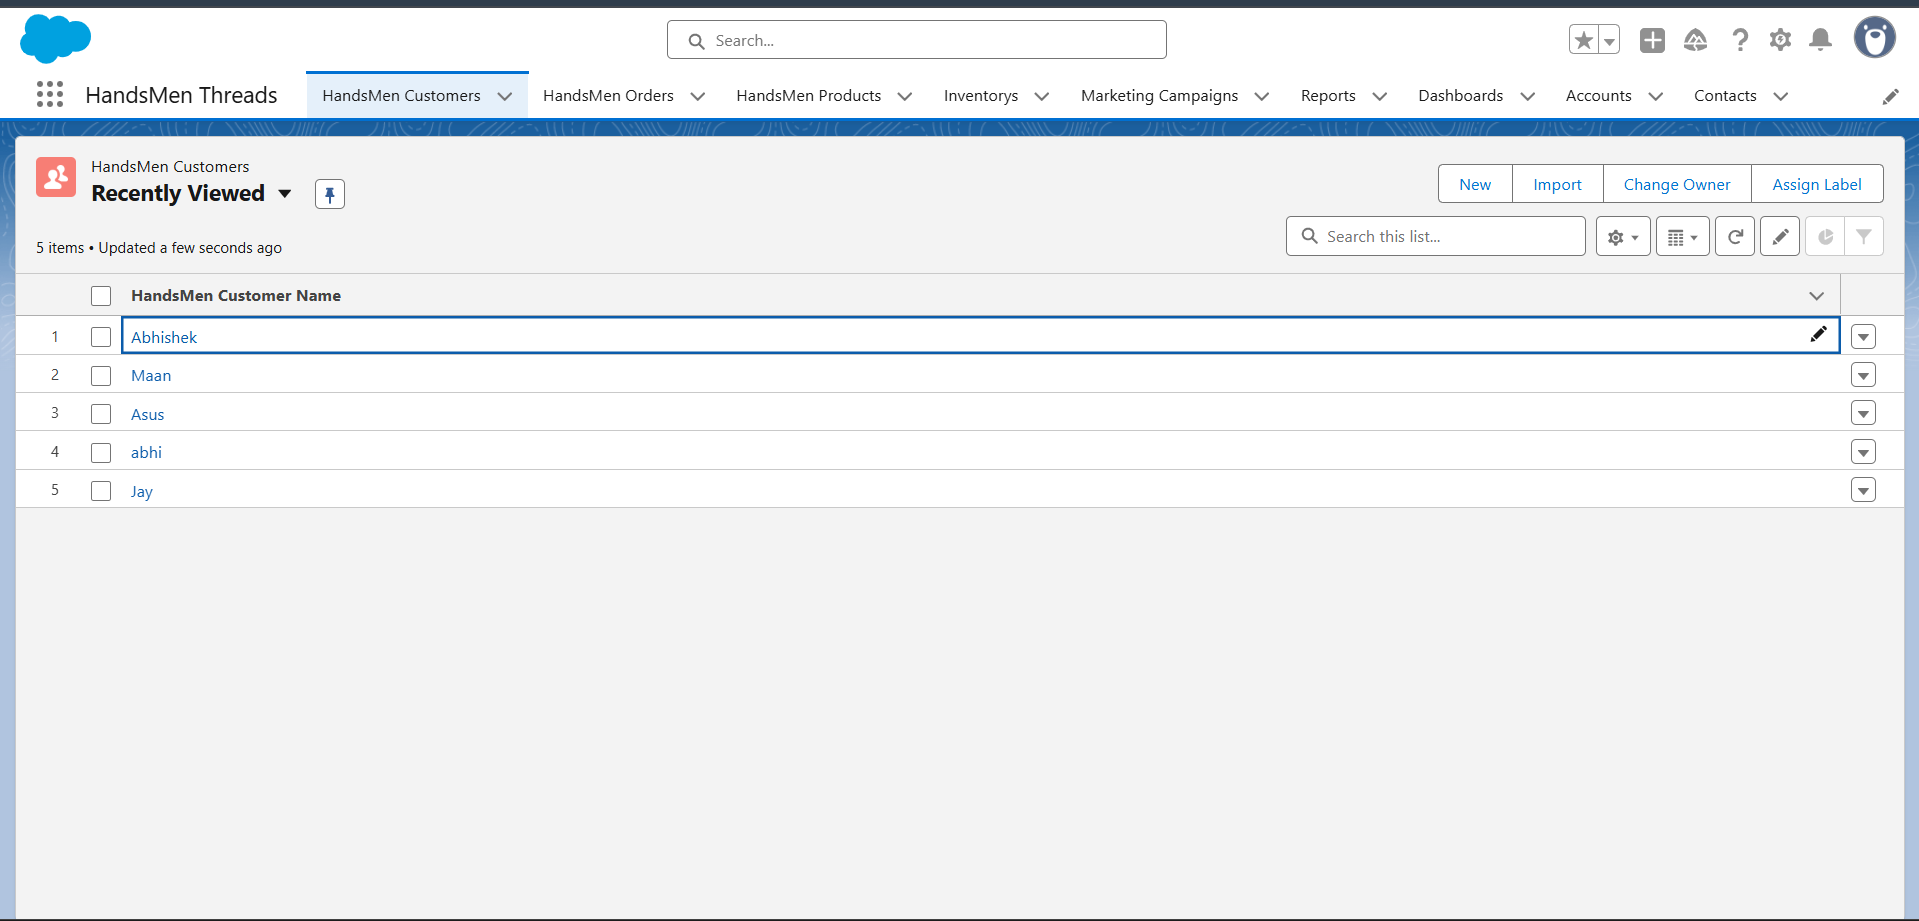 Search...
HandsMen Threads
HandsMen Customers
HandsMen Orders
HandsMen Products
Inventorys
Marketing Campaigns
Reports
Dashboards
Accounts
Contacts
HandsMen Customers
Recently Viewed
New
Import
Change Owner
Assign Label
5 items • Updated a few seconds ago
Search this list...
HandsMen Customer Name
1 Abhishek
2 Maan
3 Asus
4 abhi
5 Jay